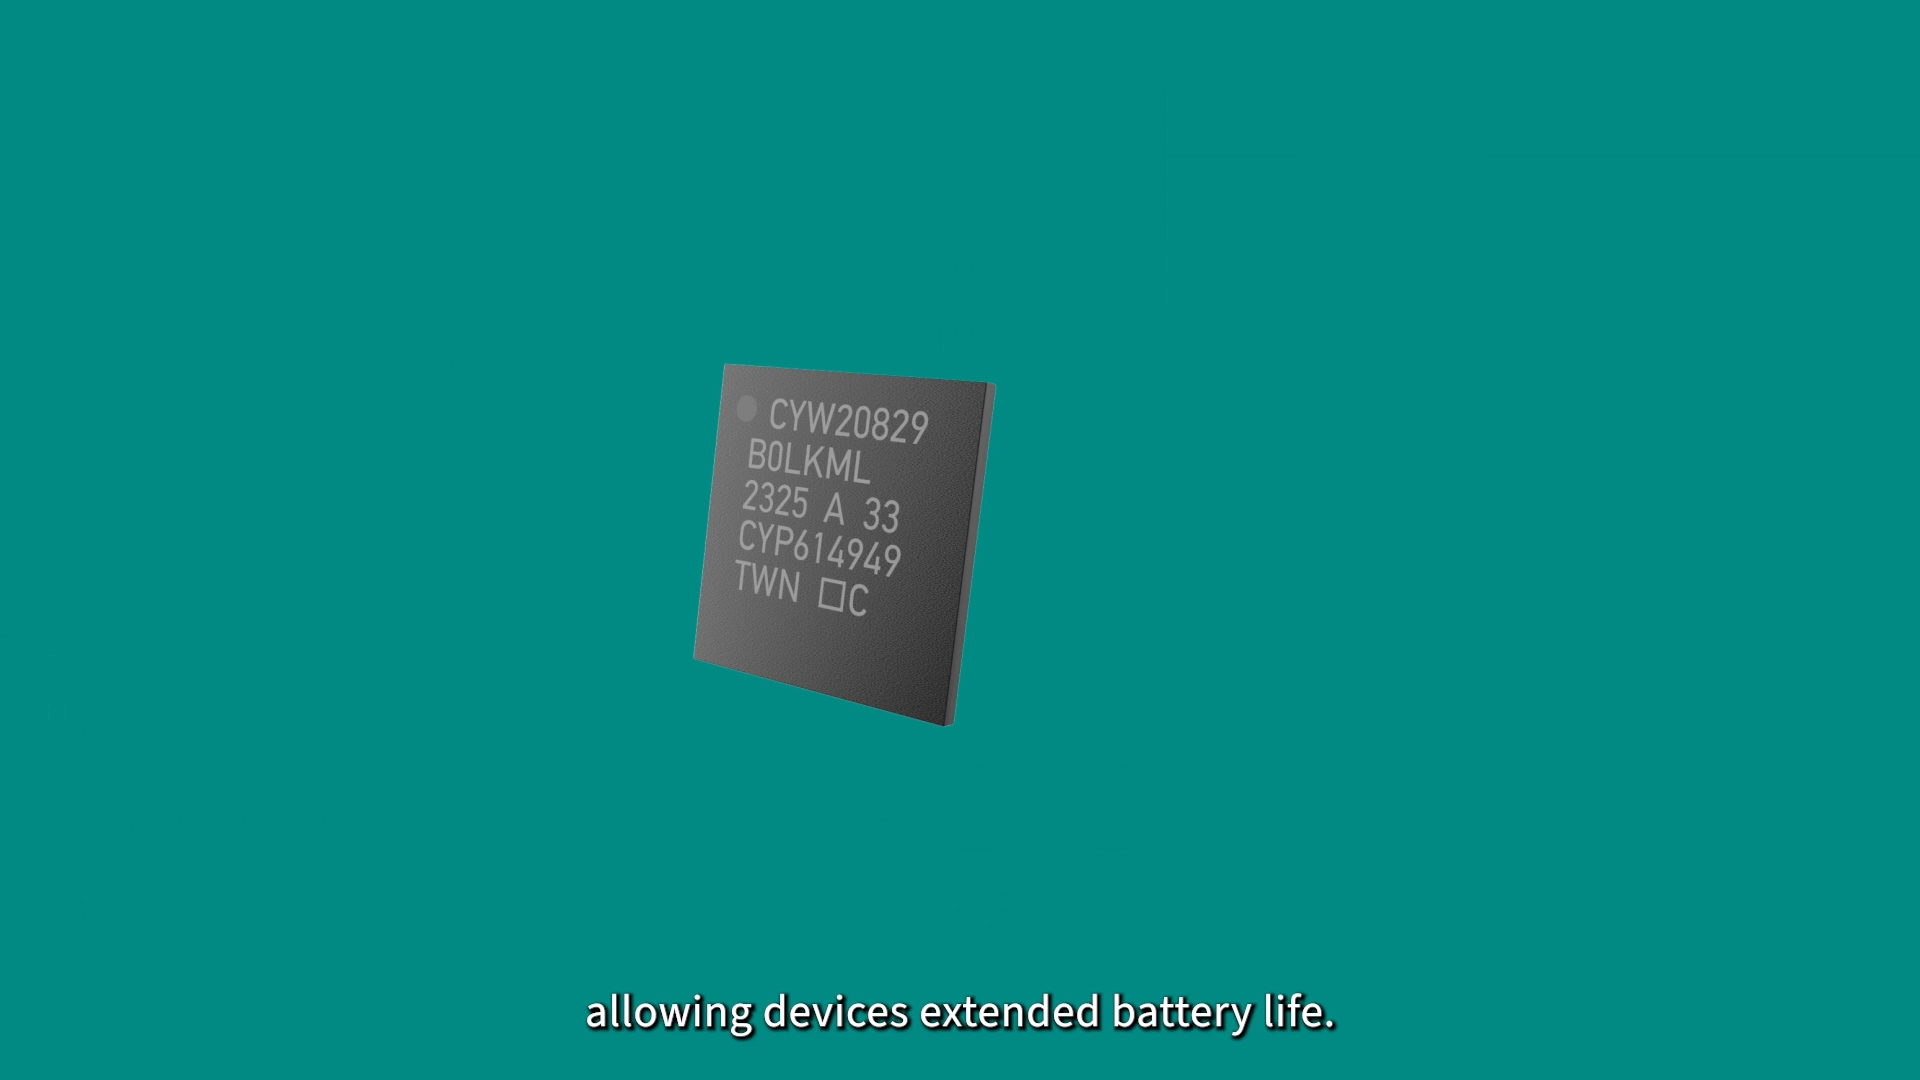 CYW20829
B0LKML
2325 A 33
CYP614949
TWN □C
allowing devices extended battery life.